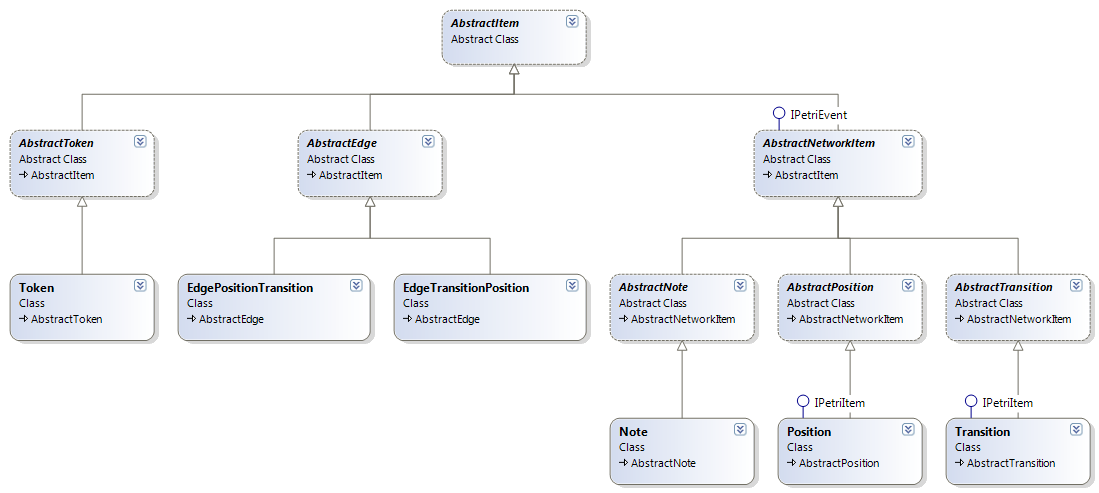 AbstractItem
Abstract Class
IPetriEvent
AbstractToken
Abstract Class
AbstractItem
AbstractEdge
Abstract Class
AbstractItem
AbstractNetworkItem
Abstract Class
AbstractItem
Token
Class
AbstractToken
EdgePositionTransition
Class
AbstractEdge
EdgeTransitionPosition
Class
AbstractEdge
AbstractNote
Abstract Class
AbstractNetworkItem
AbstractPosition
Abstract Class
AbstractNetworkItem
AbstractTransition
Abstract Class
AbstractNetworkItem
IPetriItem
IPetriItem
Note
Class
AbstractNote
Position
Class
AbstractPosition
Transition
Class
AbstractTransition